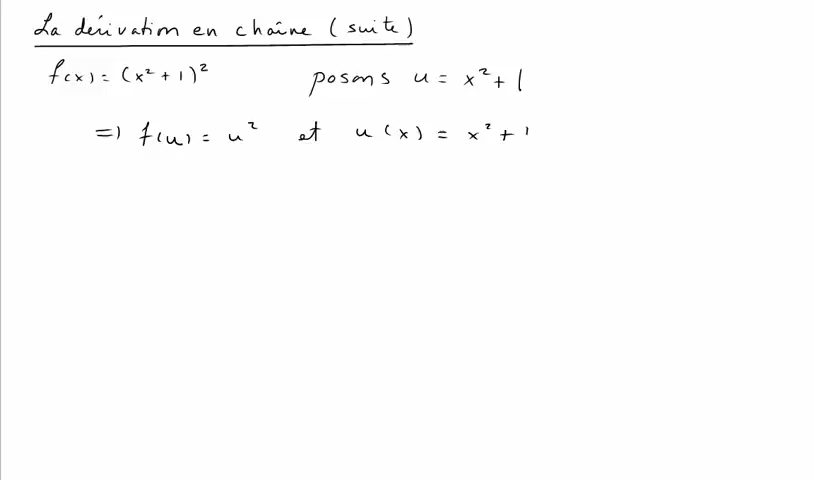 La dérivation en chaîne (suite)
f(x) = (x² + 1)² posons u = x² + 1
=> f(u) = u² et u(x) = x² + 1